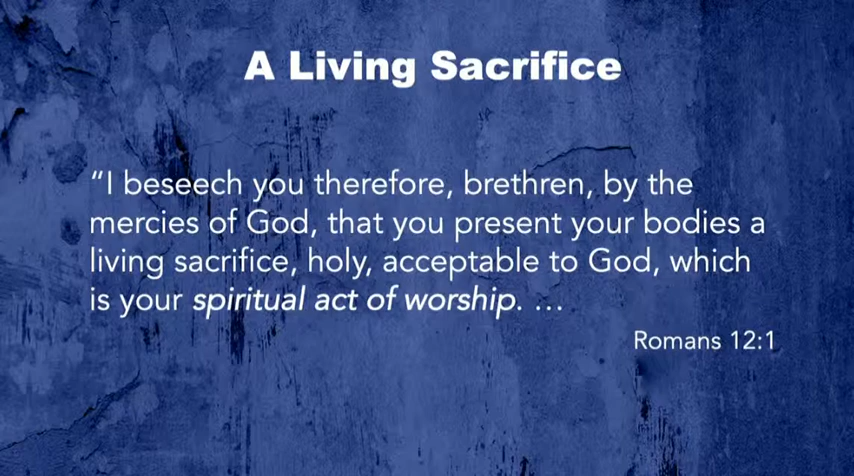 A Living Sacrifice
“I beseech you therefore, brethren, by the
mercies of God, that you present your bodies a
living sacrifice, holy, acceptable to God, which
is your spiritual act of worship. …
Romans 12:1